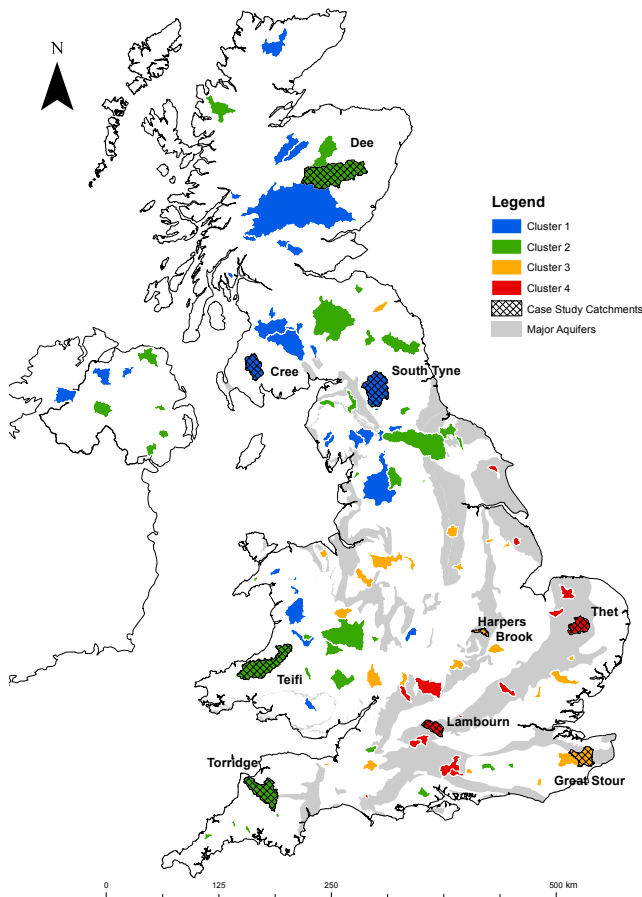 N
Dee
Legend
Cluster 1
Cluster 2
Cluster 3
Cluster 4
Case Study Catchments
Major Aquifers
Cree
South Tyne
Harpers
Brook
Thet
Teifi
Lambourn
Torridge
Great Stour
0 125 250 500 km